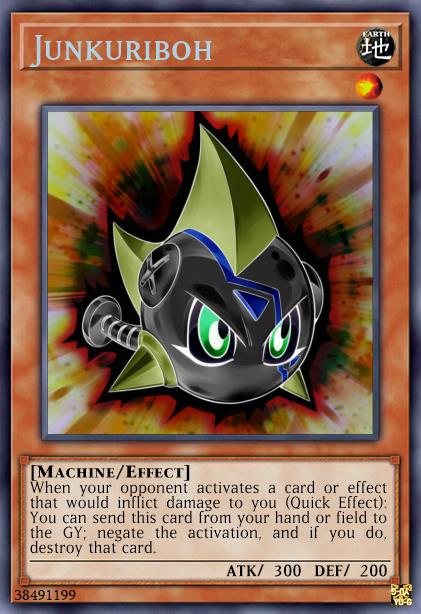 JUNKURIBOH
EARTH
地
[MACHINE/EFFECT]
When your opponent activates a card or effect
that would inflict damage to you (Quick Effect):
You can send this card from your hand or field to
the GY; negate the activation, and if you do,
destroy that card.
ATK/ 300 DEF/ 200
38491199